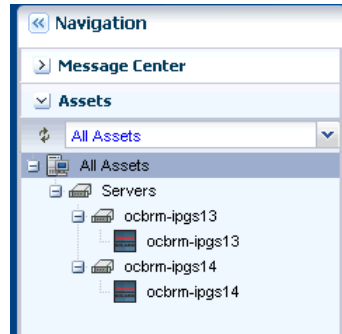 Navigation
Message Center
Assets
All Assets
All Assets
Servers
ocbrm-ipgs13
ocbrm-ipgs13
ocbrm-ipgs14
ocbrm-ipgs14